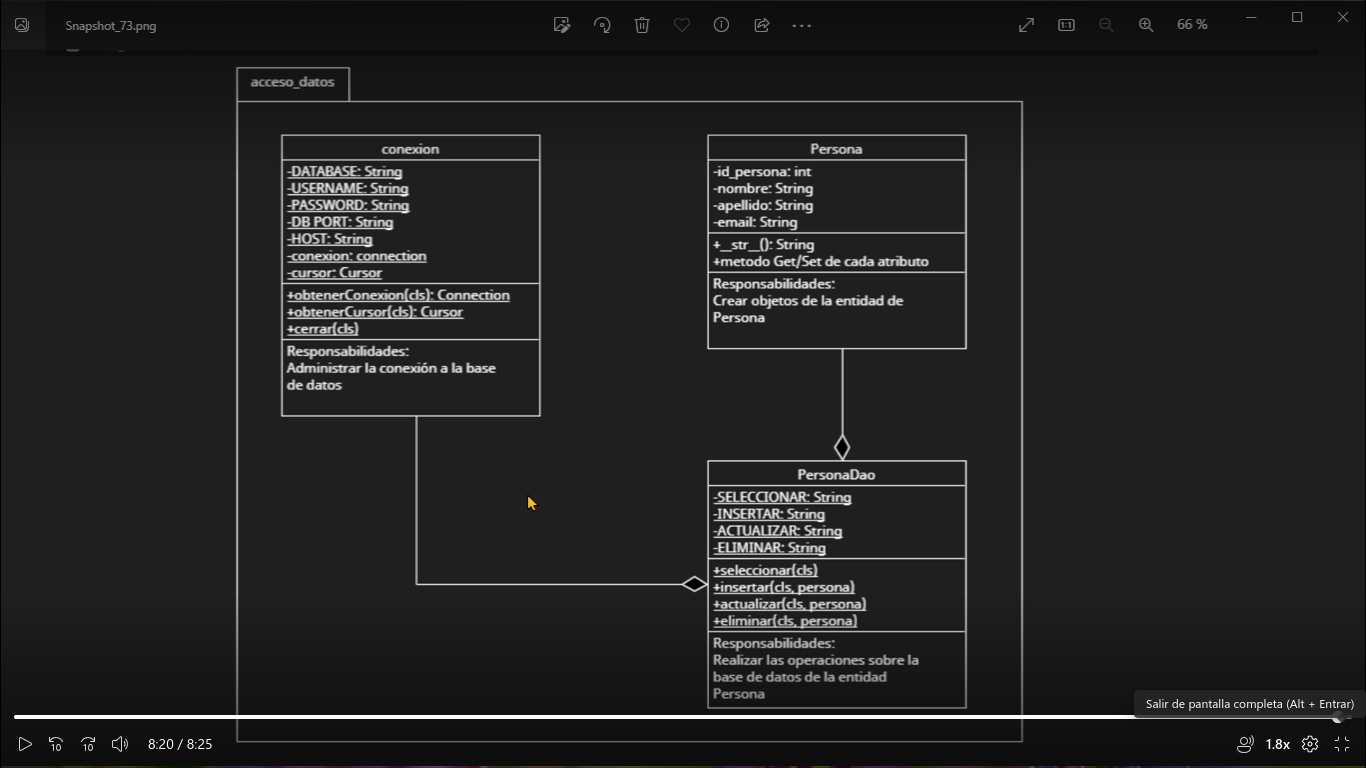 Snapshot_73.png
66 %
acceso_datos
conexion
-DATABASE: String
-USERNAME: String
-PASSWORD: String
-DB PORT: String
-HOST: String
-conexion: connection
-cursor: Cursor
+obtenerConexion(cls): Connection
+obtenerCursor(cls): Cursor
+cerrar(cls)
Responsabilidades:
Administrar la conexión a la base
de datos
Persona
-id_persona: int
-nombre: String
-apellido: String
-email: String
+__str__(): String
+metodo Get/Set de cada atributo
Responsabilidades:
Crear objetos de la entidad de
Persona
PersonaDao
-SELECCIONAR: String
-INSERTAR: String
-ACTUALIZAR: String
-ELIMINAR: String
+seleccionar(cls)
+insertar(cls, persona)
+actualizar(cls, persona)
+eliminar(cls, persona)
Responsabilidades:
Realizar las operaciones sobre la
base de datos de la entidad
Persona
Salir de pantalla completa (Alt + Entrar)
10
10
8:20 / 8:25
1.8x